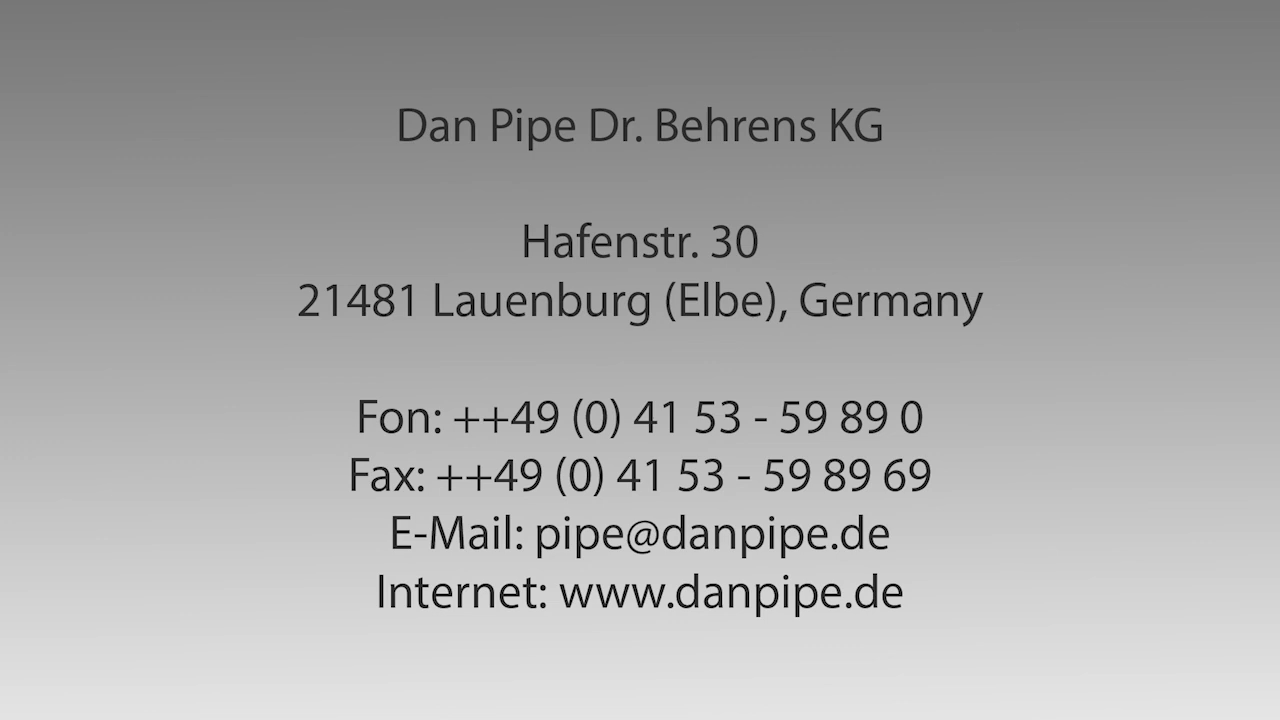 Dan Pipe Dr. Behrens KG
Hafenstr. 30
21481 Lauenburg (Elbe), Germany
Fon: ++49 (0) 41 53 - 59 89 0
Fax: ++49 (0) 41 53 - 59 89 69
E-Mail: pipe@danpipe.de
Internet: www.danpipe.de